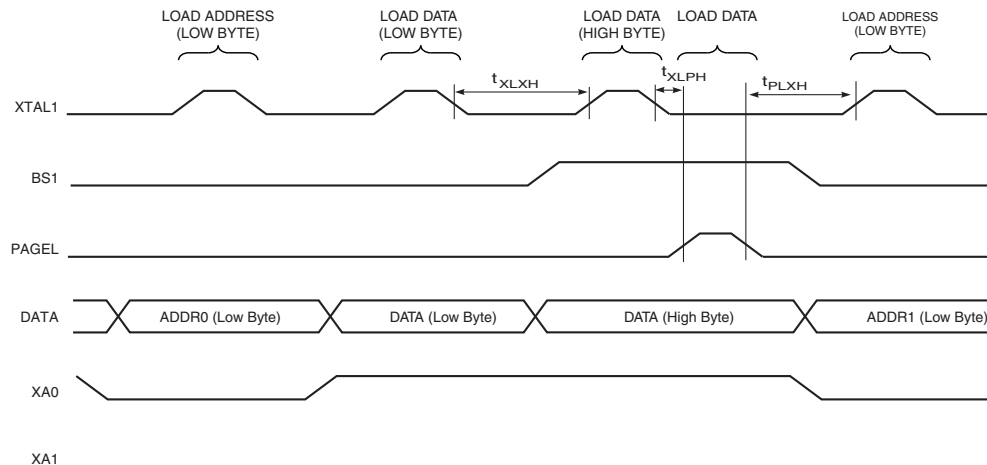 LOAD ADDRESS
(LOW BYTE)
LOAD DATA
(LOW BYTE)
LOAD DATA
(HIGH BYTE)
LOAD DATA
LOAD ADDRESS
(LOW BYTE)
tXLXH
tXLPH
tPLXH
XTAL1
BS1
PAGEL
DATA
ADDR0 (Low Byte)
DATA (Low Byte)
DATA (High Byte)
ADDR1 (Low Byte)
XA0
XA1